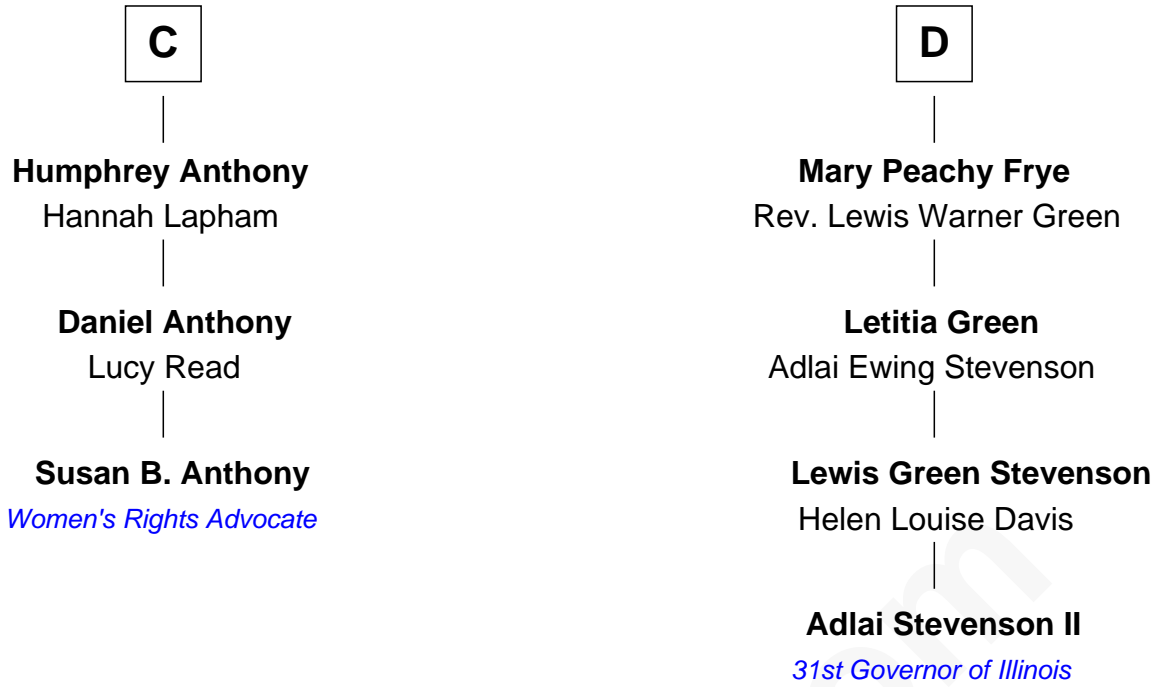 C
Humphrey Anthony
Hannah Lapham
Daniel Anthony
Lucy Read
Susan B. Anthony
Women's Rights Advocate
D
Mary Peachy Frye
Rev. Lewis Warner Green
Letitia Green
Adlai Ewing Stevenson
Lewis Green Stevenson
Helen Louise Davis
Adlai Stevenson II
31st Governor of Illinois